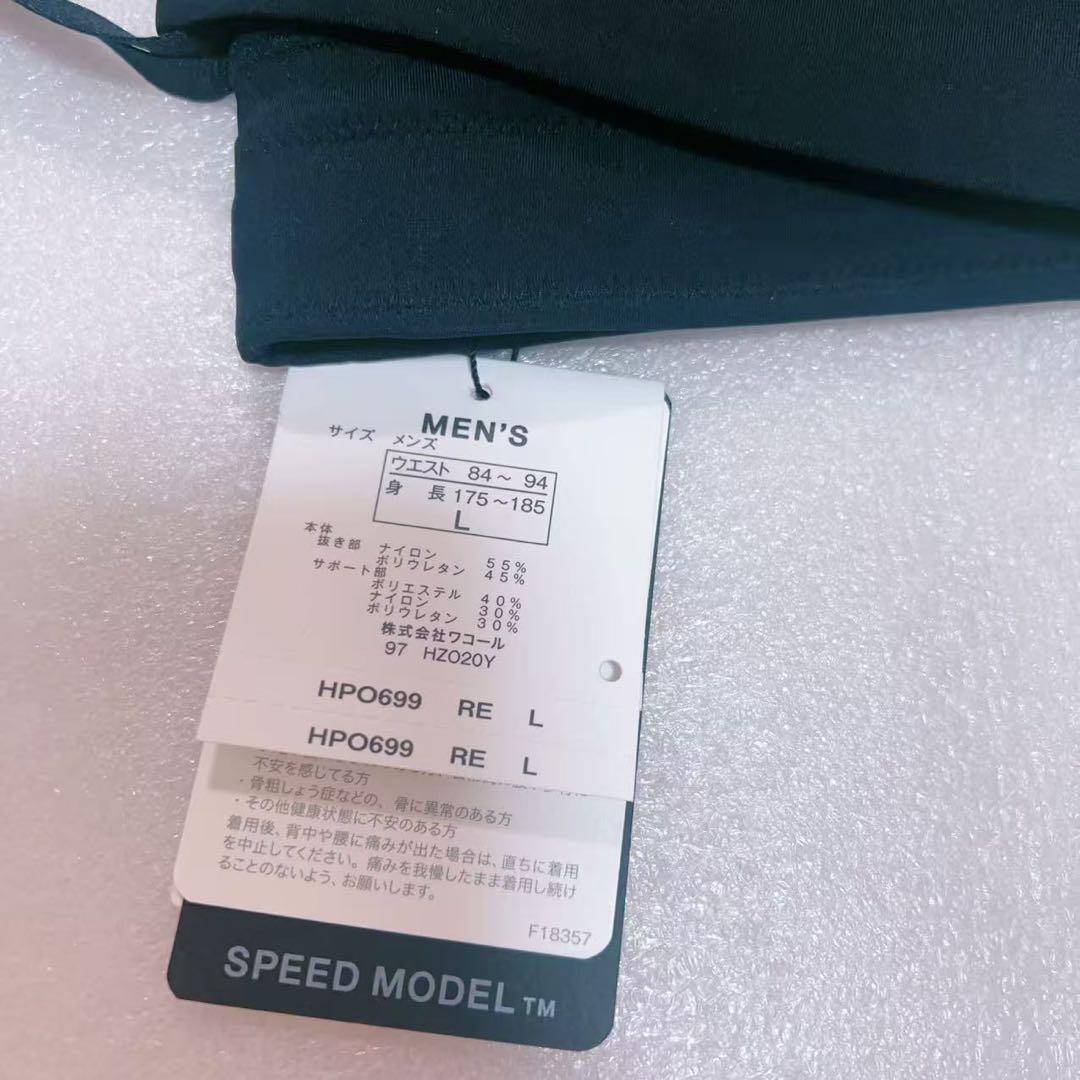 MEN'S
サイズ メンズ
ウエスト 84～94
身 長 175～185
L
本体
抜き部 ナイロン 55%
ポリウレタン 45%
サポート部
ポリエステル 40%
ナイロン 30%
ポリウレタン 30%
株式会社ワコール
97 HZ020Y
HPO699 RE L
HPO699 RE L
不安を感じてる方
・骨粗しょう症などの、骨に異常のある方
・その他健康状態に不安のある方
着用後、背中や腰に痛みが出た場合は、直ちに着用
を中止してください。痛みを我慢したまま着用し続け
ることのないよう、お願いします。
F18357
SPEED MODEL™